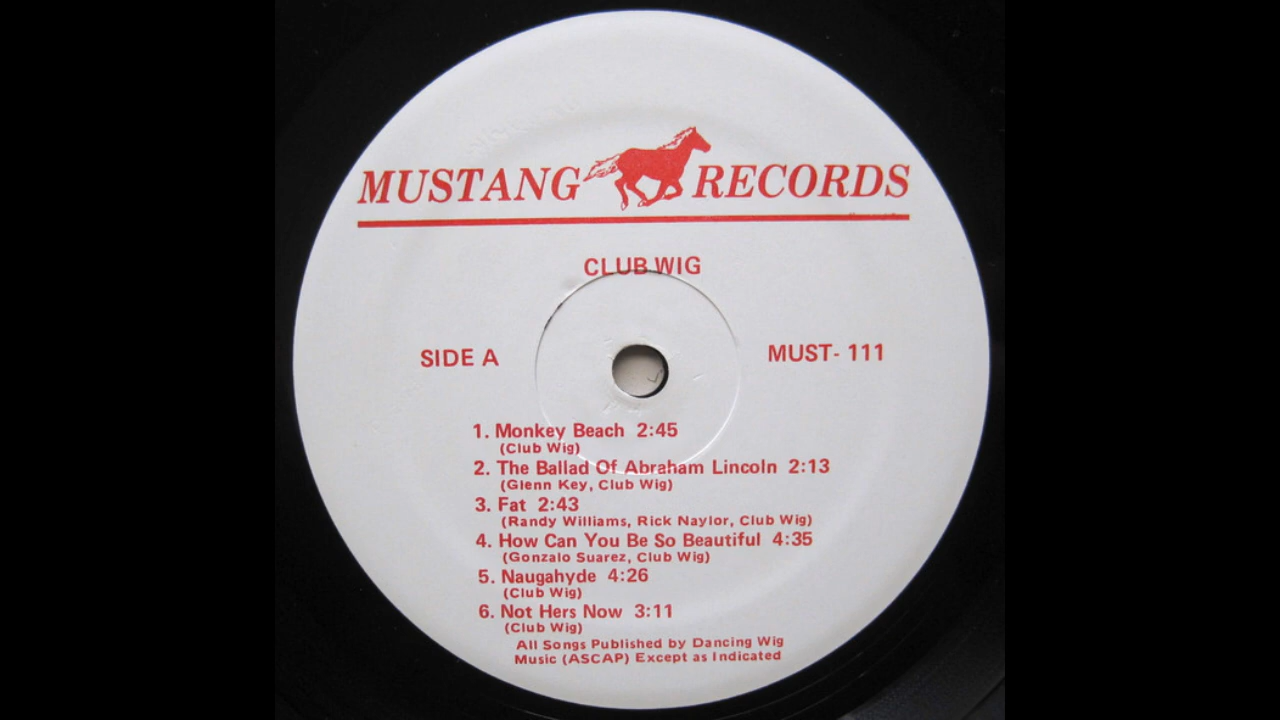 MUSTANG RECORDS
CLUB WIG
SIDE A
MUST- 111
1. Monkey Beach 2:45
(Club Wig)
2. The Ballad Of Abraham Lincoln 2:13
(Glenn Key, Club Wig)
3. Fat 2:43
(Randy Williams, Rick Naylor, Club Wig)
4. How Can You Be So Beautiful 4:35
(Gonzalo Suarez, Club Wig)
5. Naugahyde 4:26
(Club Wig)
6. Not Hers Now 3:11
(Club Wig)
All Songs Published by Dancing Wig
Music (ASCAP) Except as Indicated